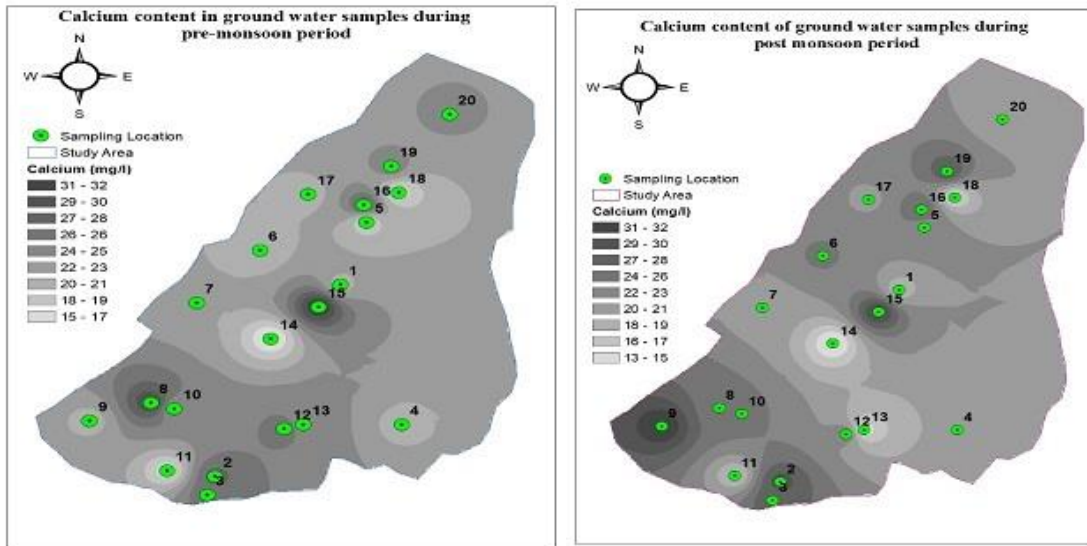 Calcium content in ground water samples during
pre-monsoon period
N
W
E
S
Sampling Location
Study Area
Calcium (mg/l)
31 - 32
29 - 30
27 - 28
26 - 26
24 - 25
22 - 23
20 - 21
18 - 19
15 - 17
20
19
18
17
16
5
6
1
7
15
14
8
10
9
12
13
4
11
2
3
Calcium content of ground water samples during
post monsoon period
N
W
E
S
Sampling Location
Study Area
Calcium (mg/l)
31 - 32
29 - 30
27 - 28
24 - 26
22 - 23
20 - 21
18 - 19
16 - 17
13 - 15
20
19
18
17
16
5
6
1
7
15
14
8
10
9
12
13
4
11
2
3